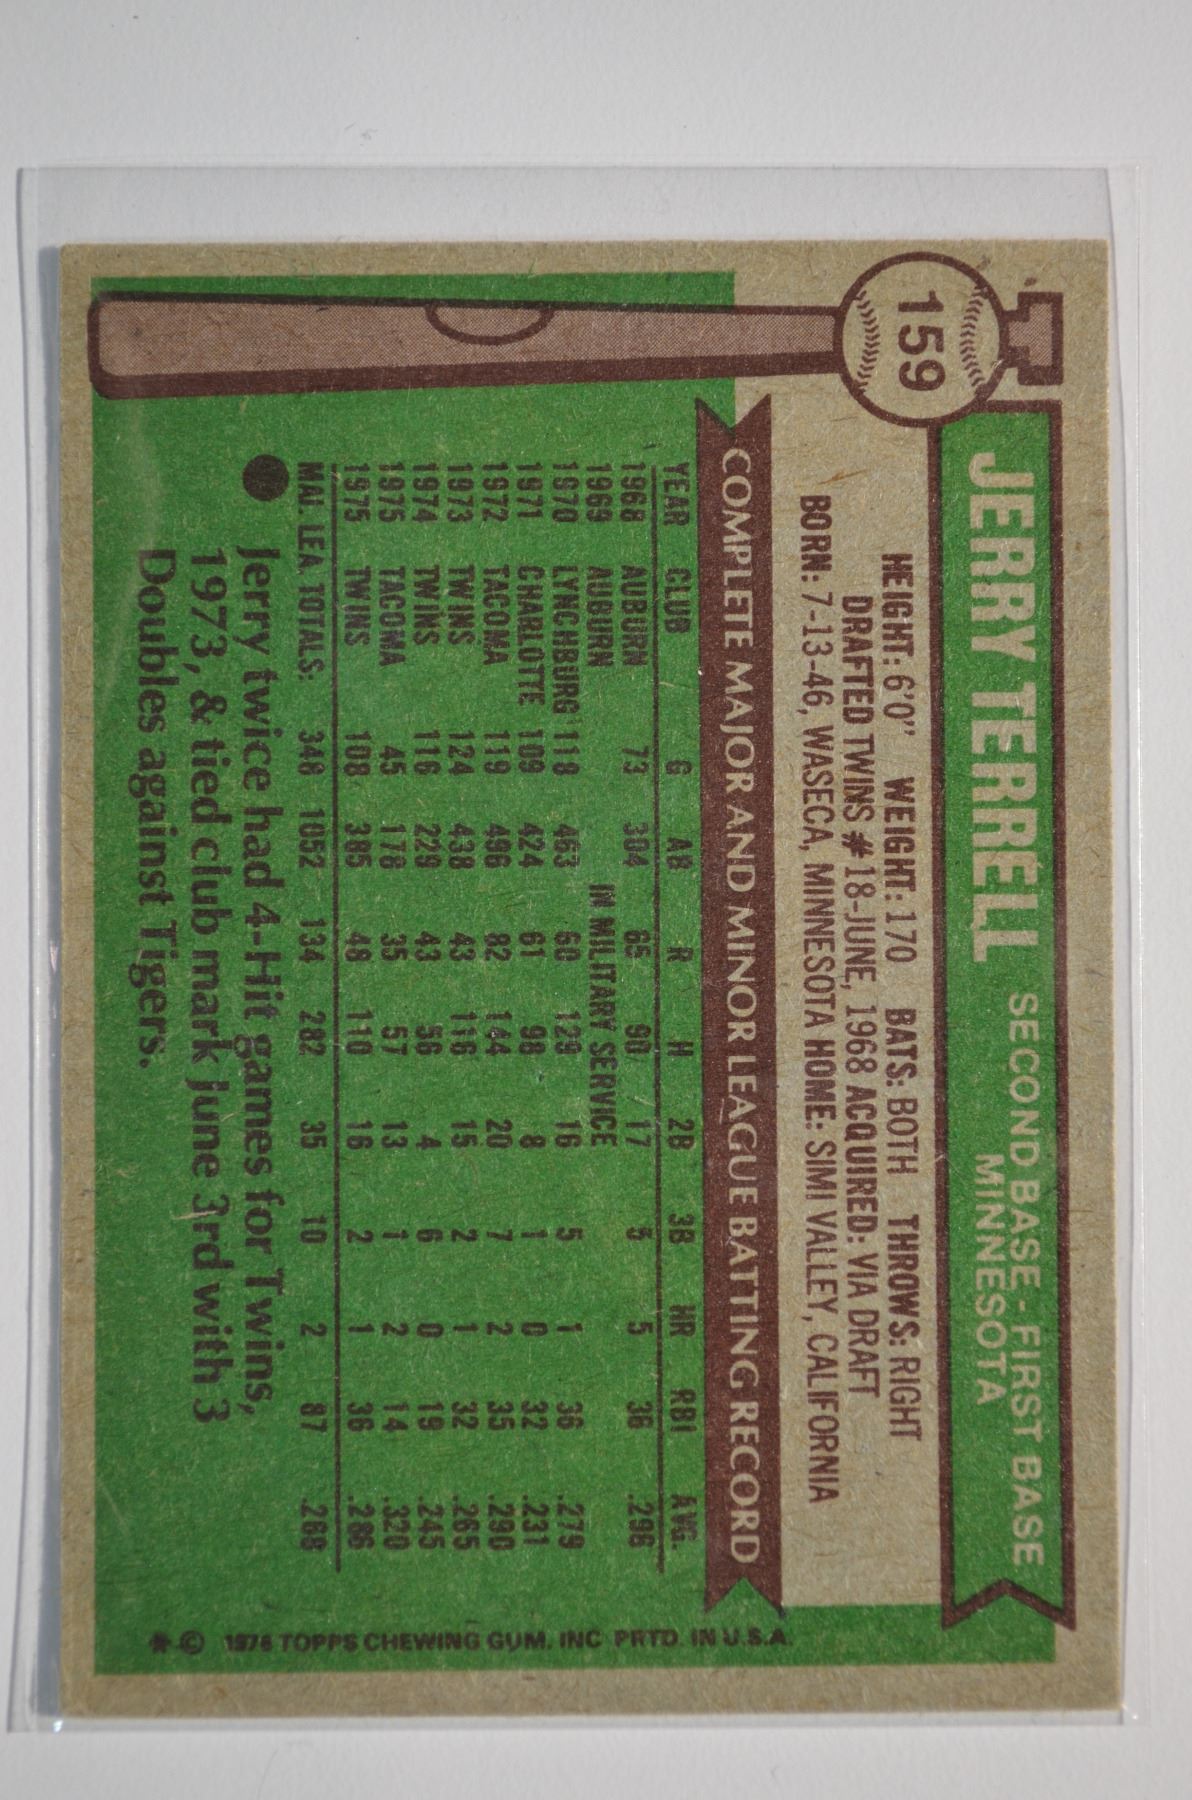 159
JERRY TERRELL
SECOND BASE - FIRST BASE
MINNESOTA
HEIGHT: 6'0" WEIGHT: 170 BATS: BOTH THROWS: RIGHT
DRAFTED TWINS #18-JUNE, 1968 ACQUIRED: VIA DRAFT
BORN: 7-13-46, WASECA, MINNESOTA HOME: SIMI VALLEY, CALIFORNIA
COMPLETE MAJOR AND MINOR LEAGUE BATTING RECORD
YEAR CLUB G AB R H 2B 3B HR RBI AVG.
1968 AUBURN 73 304 65 90 17 5 5 36 .296
1969 AUBURN IN MILITARY SERVICE
1970 LYNCHBURG 118 463 60 129 16 5 1 36 .279
1971 CHARLOTTE 109 424 61 98 8 1 0 32 .231
1972 TACOMA 119 496 82 144 20 7 2 35 .290
1973 TWINS 124 438 43 116 15 2 1 32 .265
1974 TWINS 116 229 43 56 4 6 0 19 .245
1975 TACOMA 45 178 35 57 13 1 2 14 .320
1975 TWINS 108 385 48 110 16 2 1 36 .286
MAJ. LEA. TOTALS: 348 1052 134 282 35 10 2 87 .268
Jerry twice had 4-Hit games for Twins,
1973, & tied club mark June 3rd with 3
Doubles against Tigers.
* © 1976 TOPPS CHEWING GUM, INC PRTD. IN U.S.A.